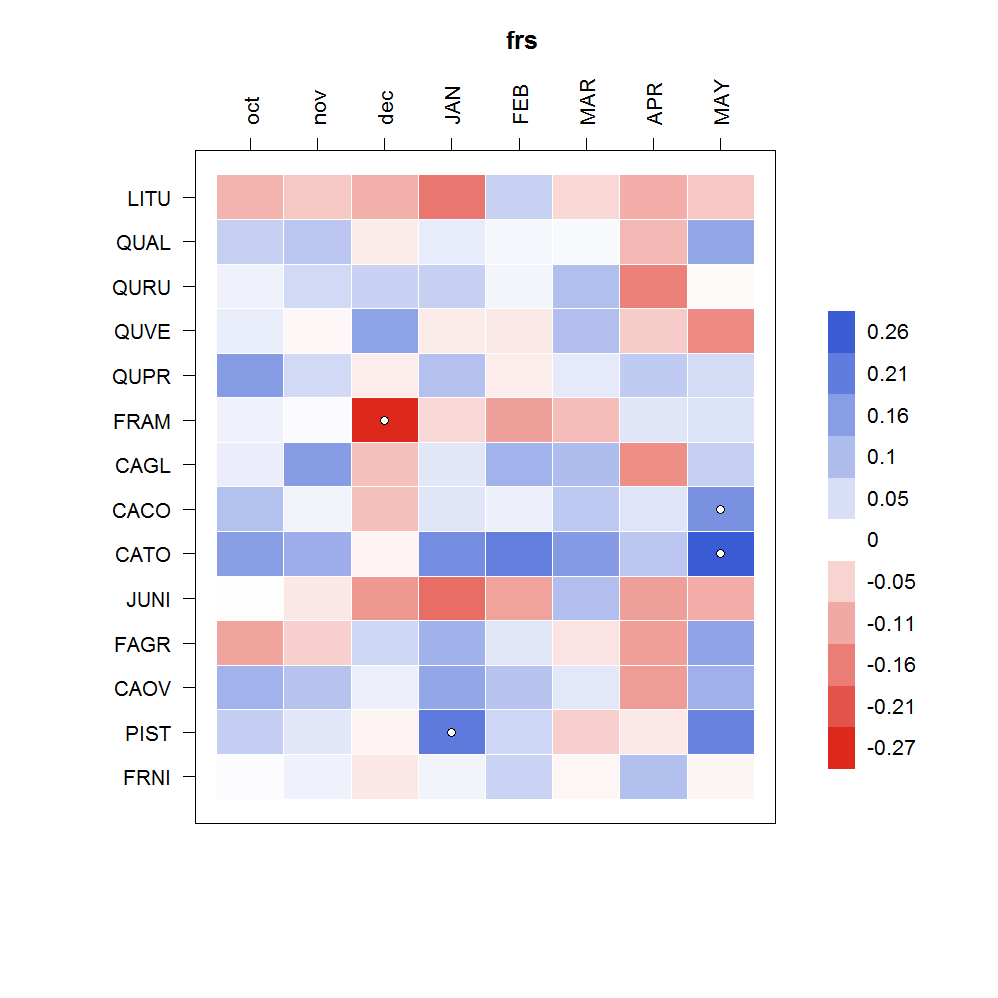 frs
oct nov dec JAN FEB MAR APR MAY
LITU
QUAL
QURU
QUVE
QUPR
FRAM
CAGL
CACO
CATO
JUNI
FAGR
CAOV
PIST
FRNI
0.26
0.21
0.16
0.1
0.05
0
-0.05
-0.11
-0.16
-0.21
-0.27